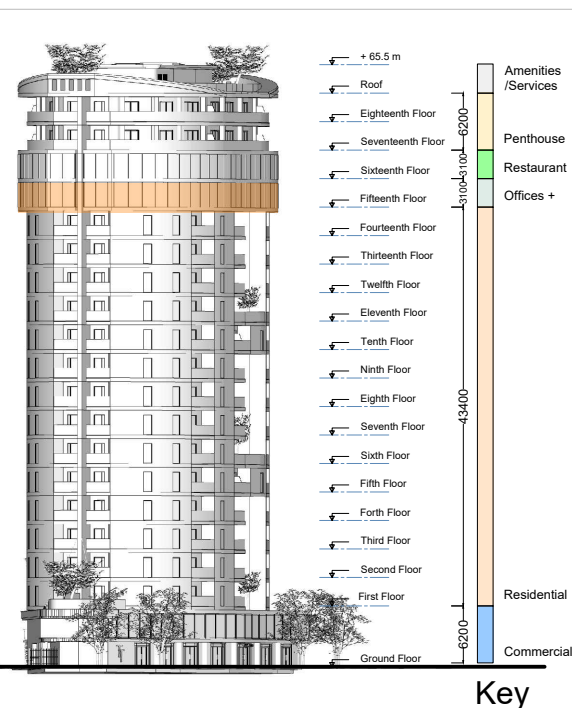 + 65.5 m
Roof
Eighteenth Floor
Seventeenth Floor
Sixteenth Floor
Fifteenth Floor
Fourteenth Floor
Thirteenth Floor
Twelfth Floor
Eleventh Floor
Tenth Floor
Ninth Floor
Eighth Floor
Seventh Floor
Sixth Floor
Fifth Floor
Forth Floor
Third Floor
Second Floor
First Floor
Ground Floor
6200
3100
3100
43400
6200
Amenities
/Services
Penthouse
Restaurant
Offices +
Residential
Commercial
Key